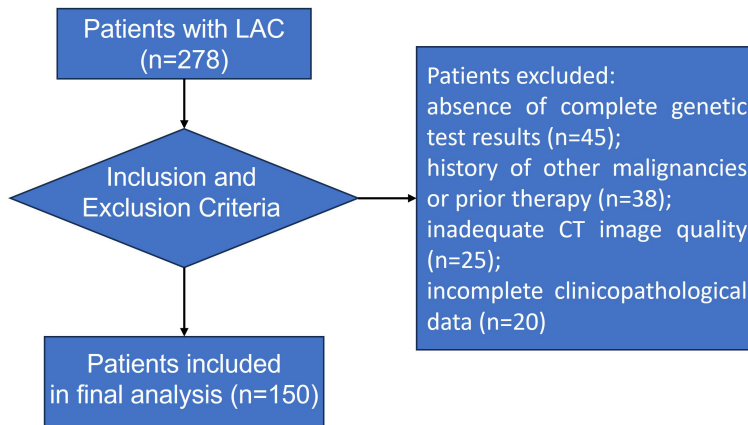 Patients with LAC
(n=278)
Inclusion and
Exclusion Criteria
Patients excluded:
absence of complete genetic
test results (n=45);
history of other malignancies
or prior therapy (n=38);
inadequate CT image quality
(n=25);
incomplete clinicopathological
data (n=20)
Patients included
in final analysis (n=150)